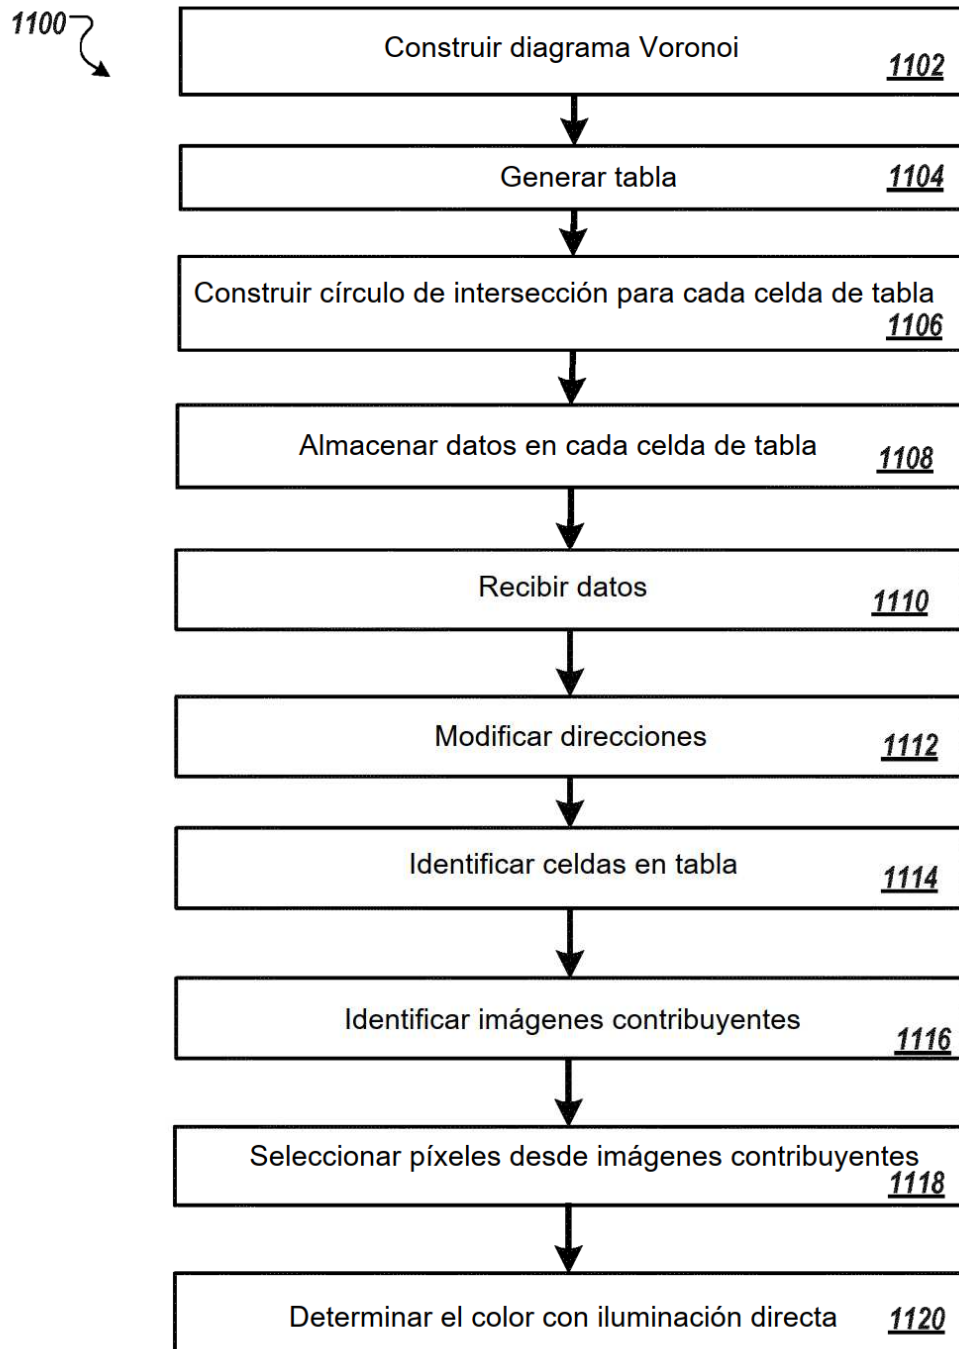 1100
Construir diagrama Voronoi
1102
Generar tabla
1104
Construir círculo de intersección para cada celda de tabla
1106
Almacenar datos en cada celda de tabla
1108
Recibir datos
1110
Modificar direcciones
1112
Identificar celdas en tabla
1114
Identificar imágenes contribuyentes
1116
Seleccionar píxeles desde imágenes contribuyentes
1118
Determinar el color con iluminación directa
1120